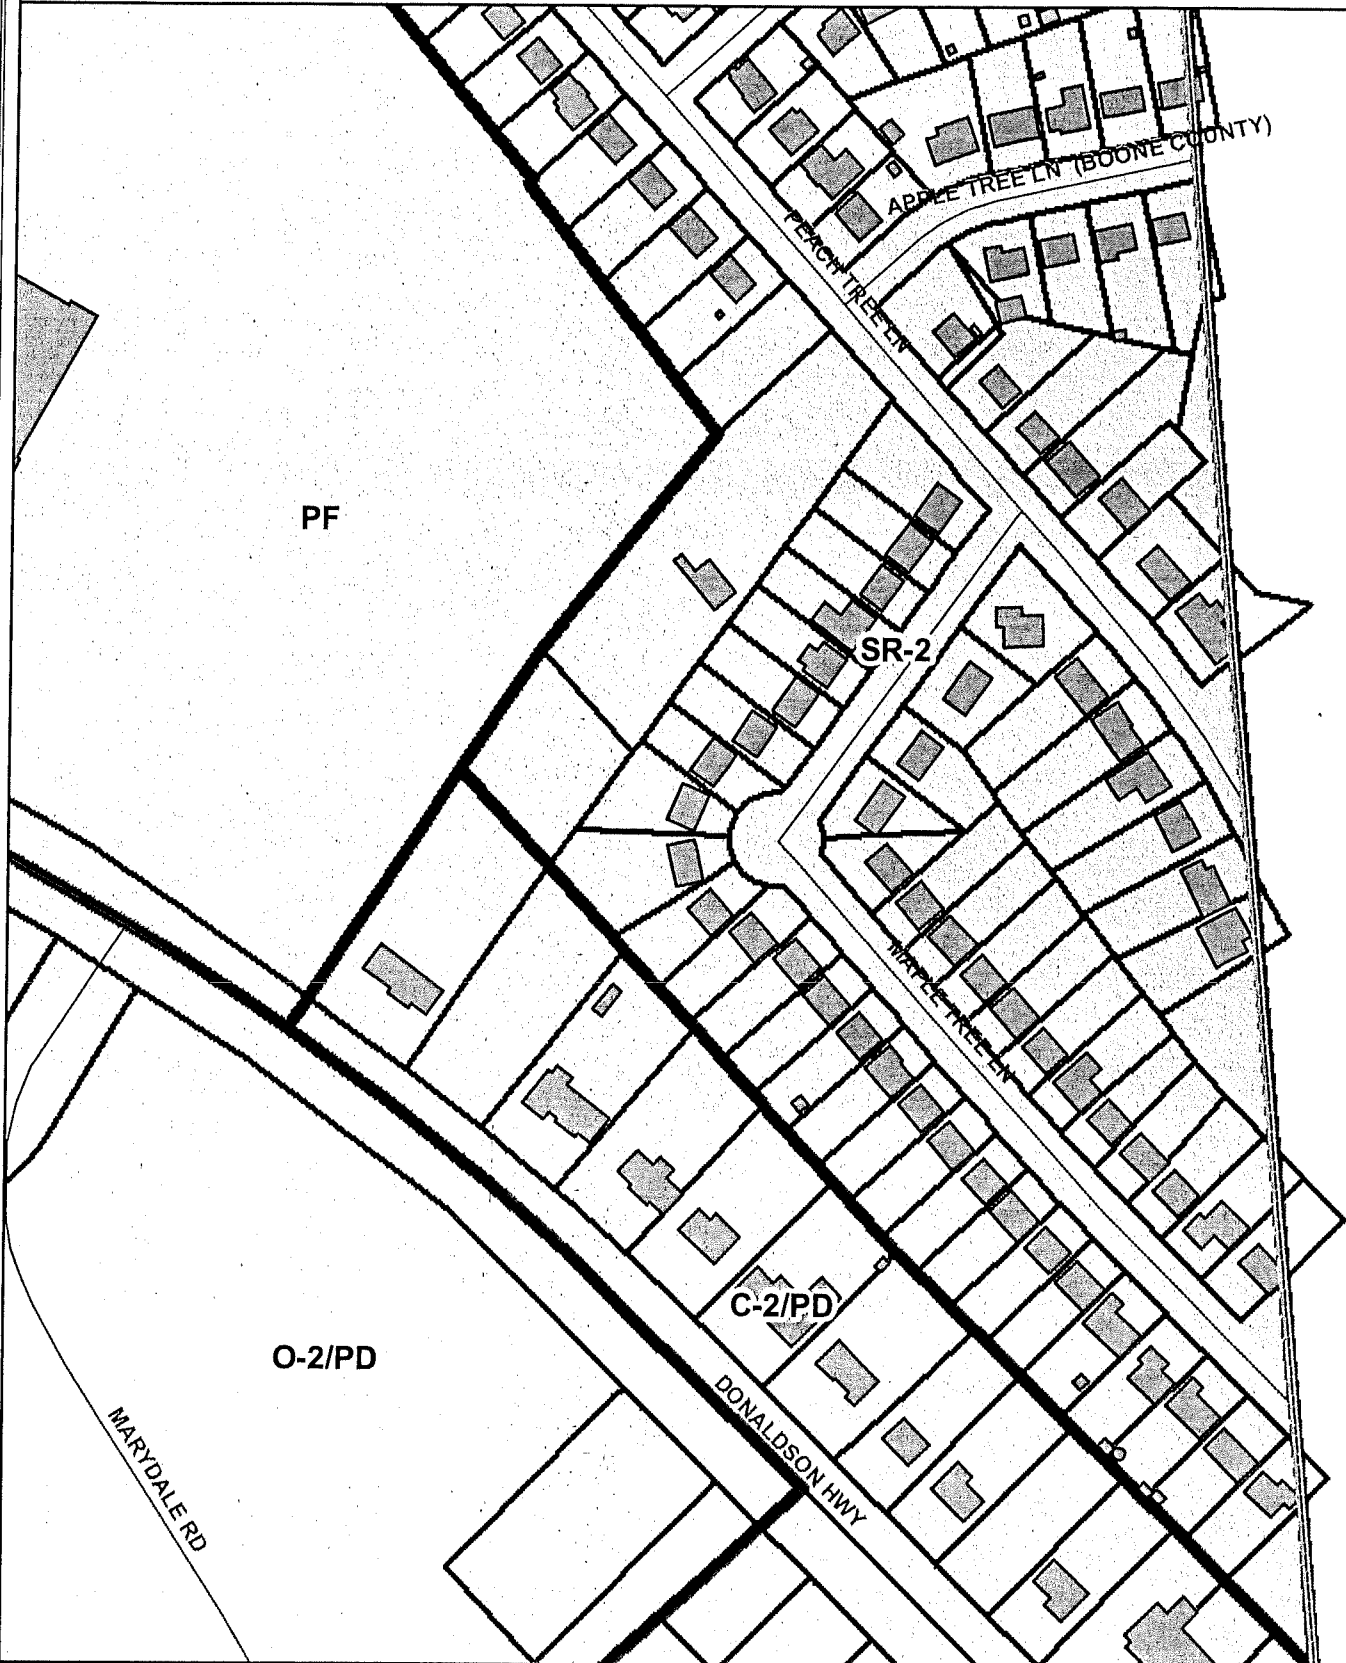 APPLE TREE LN (BOONE COUNTY)
PEACH TREE LN
PF
SR-2
MAPLE TREE LN
C-2/PD
O-2/PD
DONALDSON HWY
MARYDALE RD